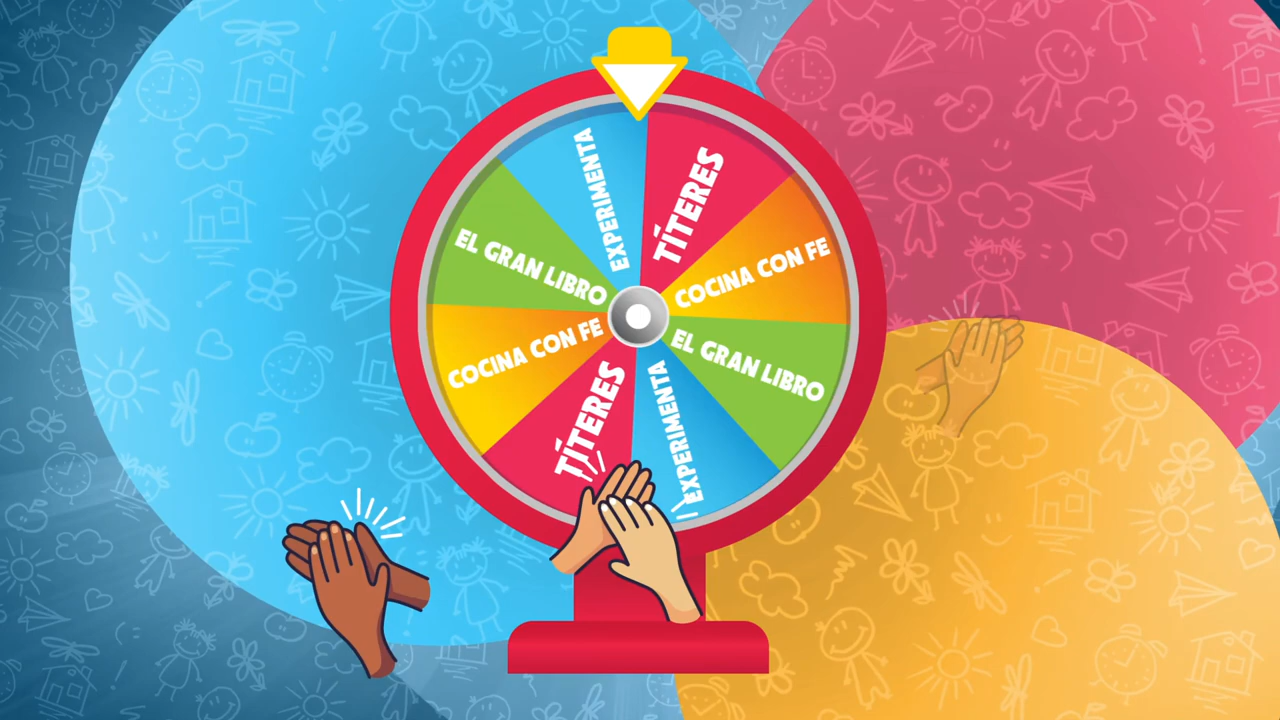 EXPERIMENTA
TÍTERES
EL GRAN LIBRO
COCINA CON FE
COCINA CON FE
EL GRAN LIBRO
TÍTERES
EXPERIMENTA